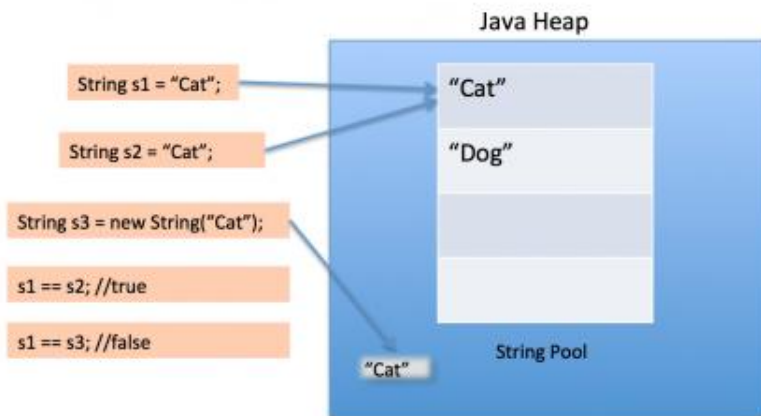 Java Heap
String s1 = “Cat”;
“Cat”
String s2 = “Cat”;
“Dog”
String s3 = new String(“Cat”);
s1 == s2; //true
s1 == s3; //false
String Pool
“Cat”